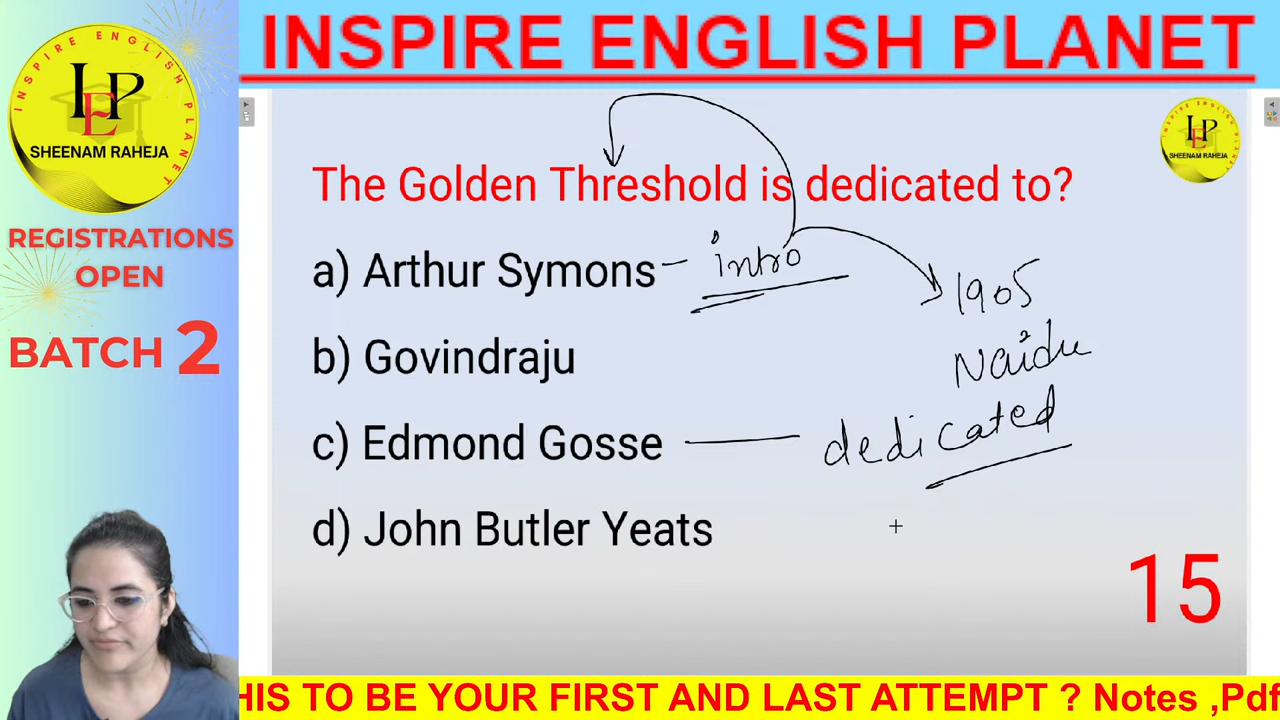 INSPIRE ENGLISH PLANET
INSPIRE ENGLISH PLANET
IEP
SHEENAM RAHEJA
REGISTRATIONS
OPEN
BATCH 2
IEP
SHEENAM RAHEJA
The Golden Threshold is dedicated to?
a) Arthur Symons - intro
1905
b) Govindraju
Naidu
c) Edmond Gosse — dedicated
d) John Butler Yeats
15
HIS TO BE YOUR FIRST AND LAST ATTEMPT ? Notes ,Pdf